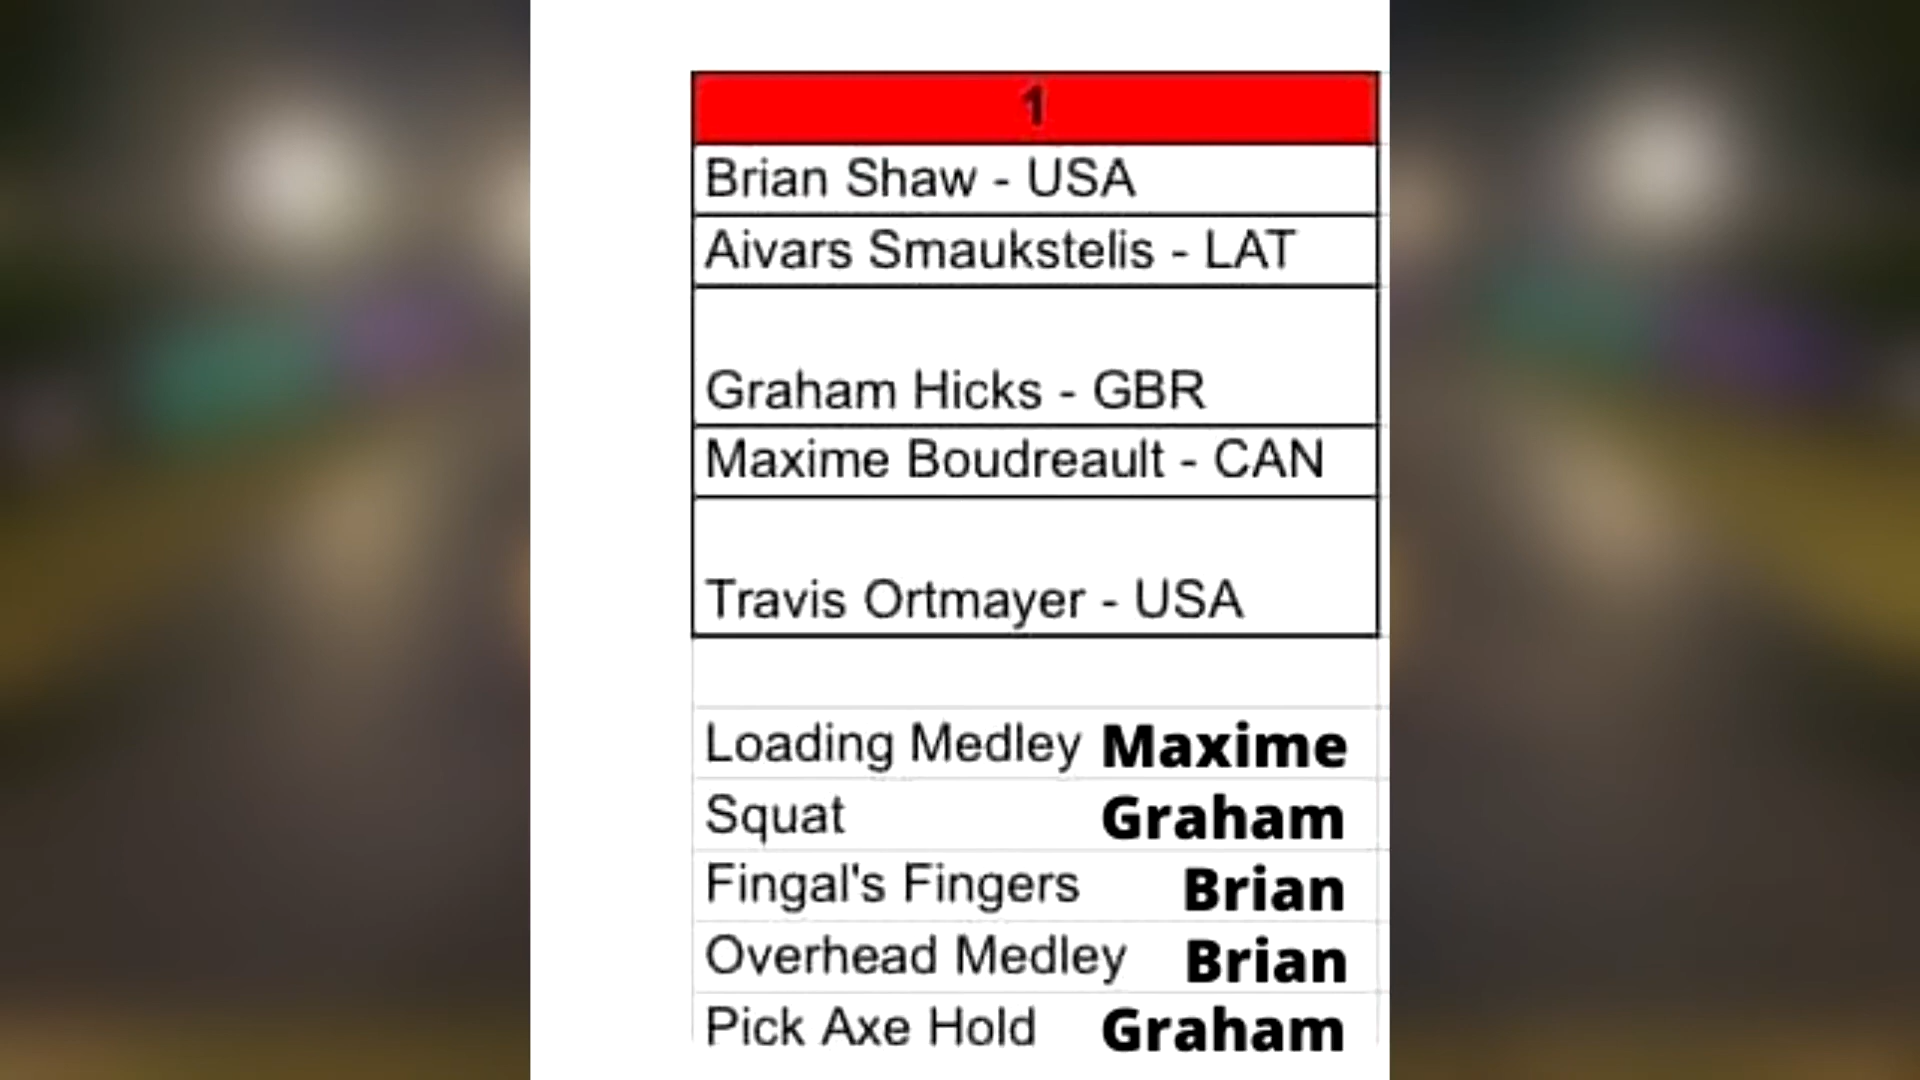 1
Brian Shaw - USA
Aivars Smaukstelis - LAT
Graham Hicks - GBR
Maxime Boudreault - CAN
Travis Ortmayer - USA
Loading Medley Maxime
Squat Graham
Fingal's Fingers Brian
Overhead Medley Brian
Pick Axe Hold Graham